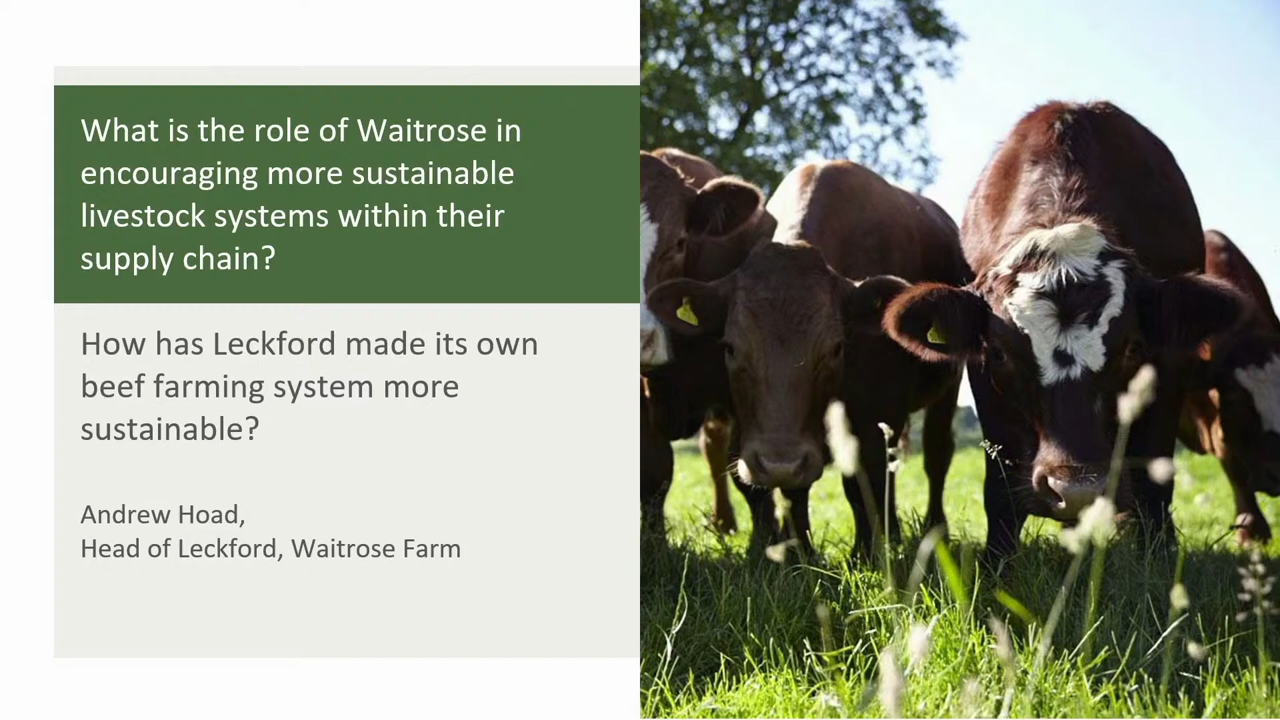 What is the role of Waitrose in
encouraging more sustainable
livestock systems within their
supply chain?
How has Leckford made its own
beef farming system more
sustainable?
Andrew Hoad,
Head of Leckford, Waitrose Farm